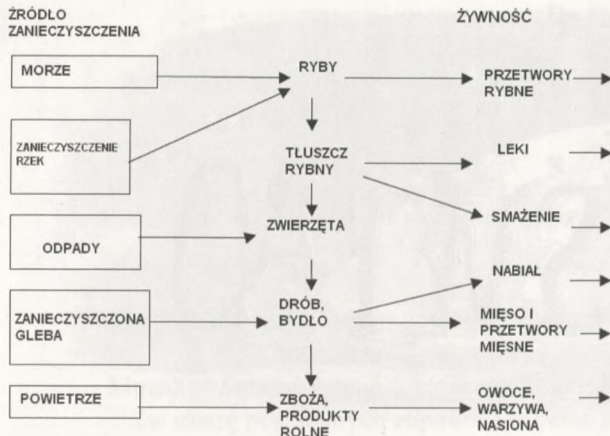 ŹRÓDŁO
ZANIECZYSZCZENIA
ŻYWNOŚĆ
MORZE
RYBY
PRZETWORY
RYBNE
ZANIECZYSZCZENIE
RZEK
TŁUSZCZ
RYBNY
LEKI
SMAŻENIE
ODPADY
ZWIERZĘTA
NABIAŁ
ZANIECZYSZCZONA
GLEBA
DRÓB,
BYDŁO
MIĘSO I
PRZETWORY
MIĘSNE
POWIETRZE
ZBOŻA,
PRODUKTY
ROLNE
OWOCE,
WARZYWA,
NASIONA